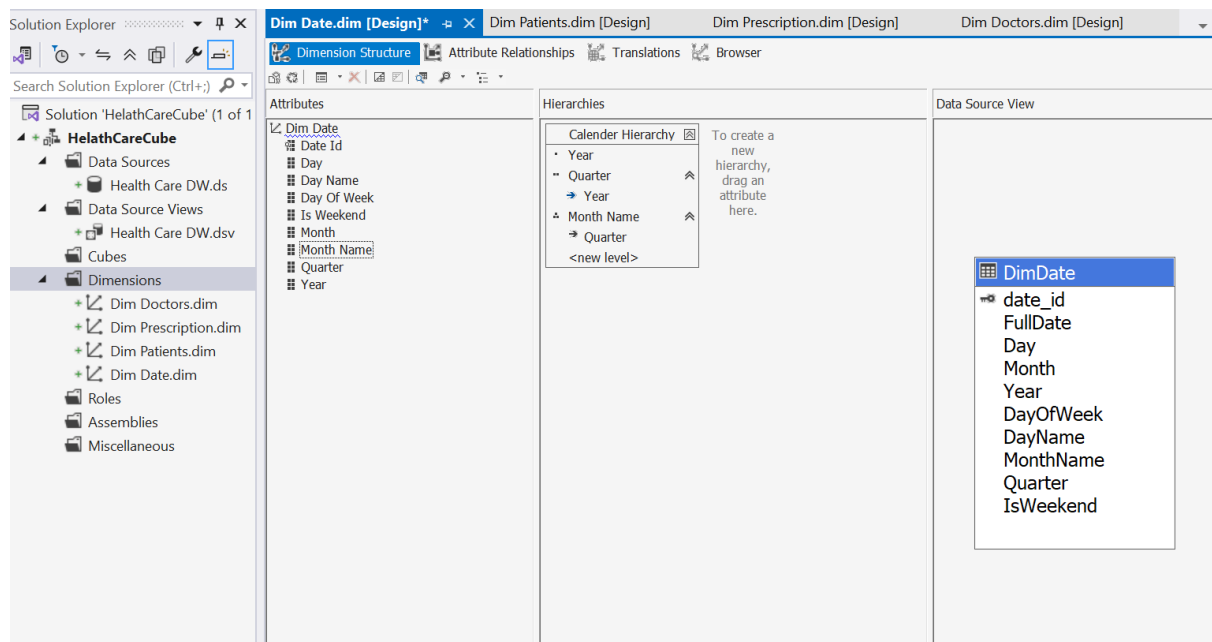 Solution Explorer
Search Solution Explorer (Ctrl+;)
Solution 'HelathCareCube' (1 of 1
HelathCareCube
Data Sources
Health Care DW.ds
Data Source Views
Health Care DW.dsv
Cubes
Dimensions
Dim Doctors.dim
Dim Prescription.dim
Dim Patients.dim
Dim Date.dim
Roles
Assemblies
Miscellaneous
Dim Date.dim [Design]* Dim Patients.dim [Design] Dim Prescription.dim [Design] Dim Doctors.dim [Design]
Dimension Structure Attribute Relationships Translations Browser
Attributes
Dim Date
Date Id
Day
Day Name
Day Of Week
Is Weekend
Month
Month Name
Quarter
Year
Hierarchies
Calender Hierarchy
Year
Quarter
Year
Month Name
Quarter
<new level>
To create a
new
hierarchy,
drag an
attribute
here.
Data Source View
DimDate
date_id
FullDate
Day
Month
Year
DayOfWeek
DayName
MonthName
Quarter
IsWeekend